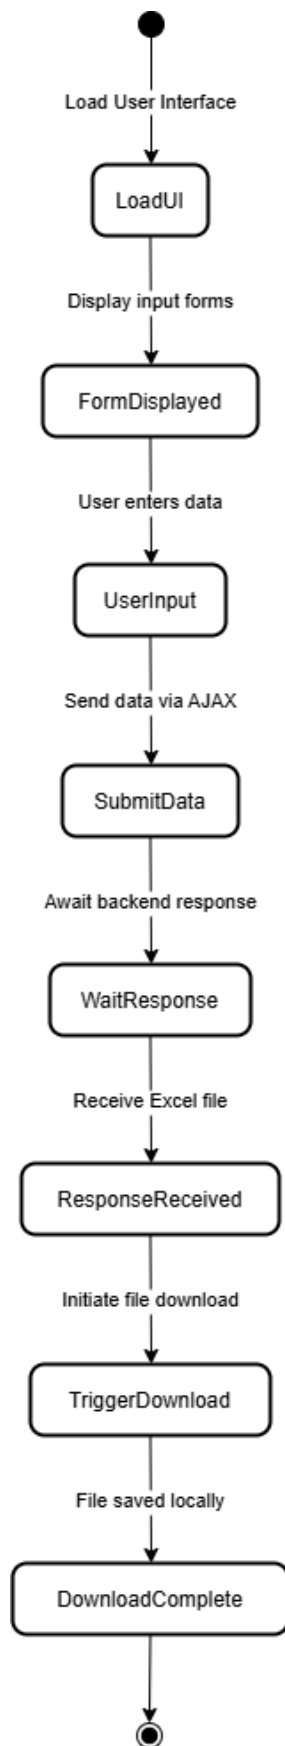 Load User Interface
LoadUI
Display input forms
FormDisplayed
User enters data
UserInput
Send data via AJAX
SubmitData
Await backend response
WaitResponse
Receive Excel file
ResponseReceived
Initiate file download
TriggerDownload
File saved locally
DownloadComplete